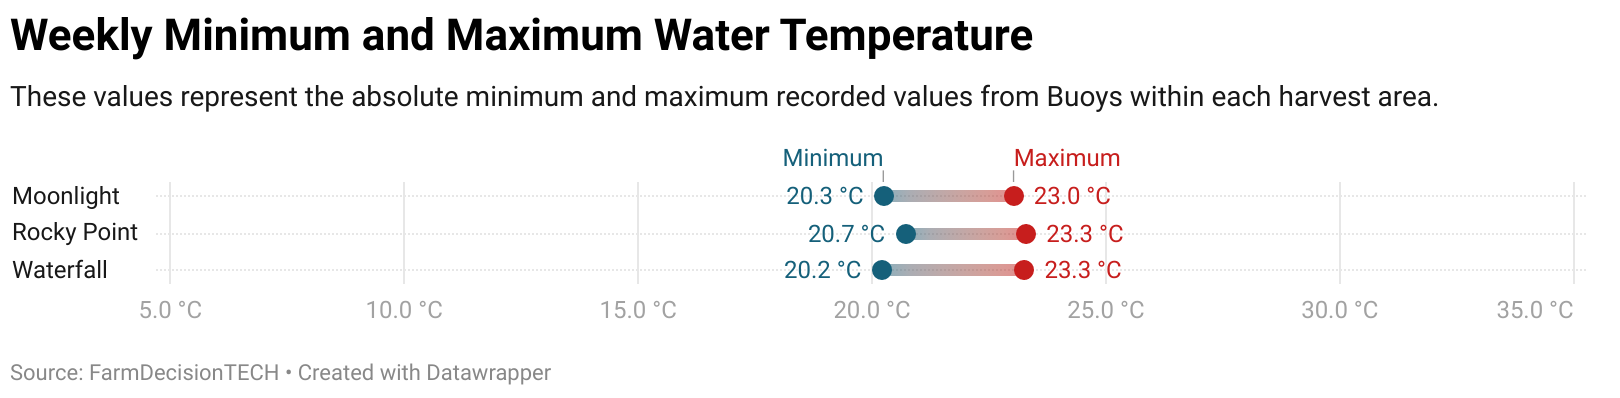 Weekly Minimum and Maximum Water Temperature
These values represent the absolute minimum and maximum recorded values from Buoys within each harvest area.
Minimum Maximum
Moonlight 20.3 °C 23.0 °C
Rocky Point 20.7 °C 23.3 °C
Waterfall 20.2 °C 23.3 °C
5.0 °C 10.0 °C 15.0 °C 20.0 °C 25.0 °C 30.0 °C 35.0 °C
Source: FarmDecisionTECH • Created with Datawrapper